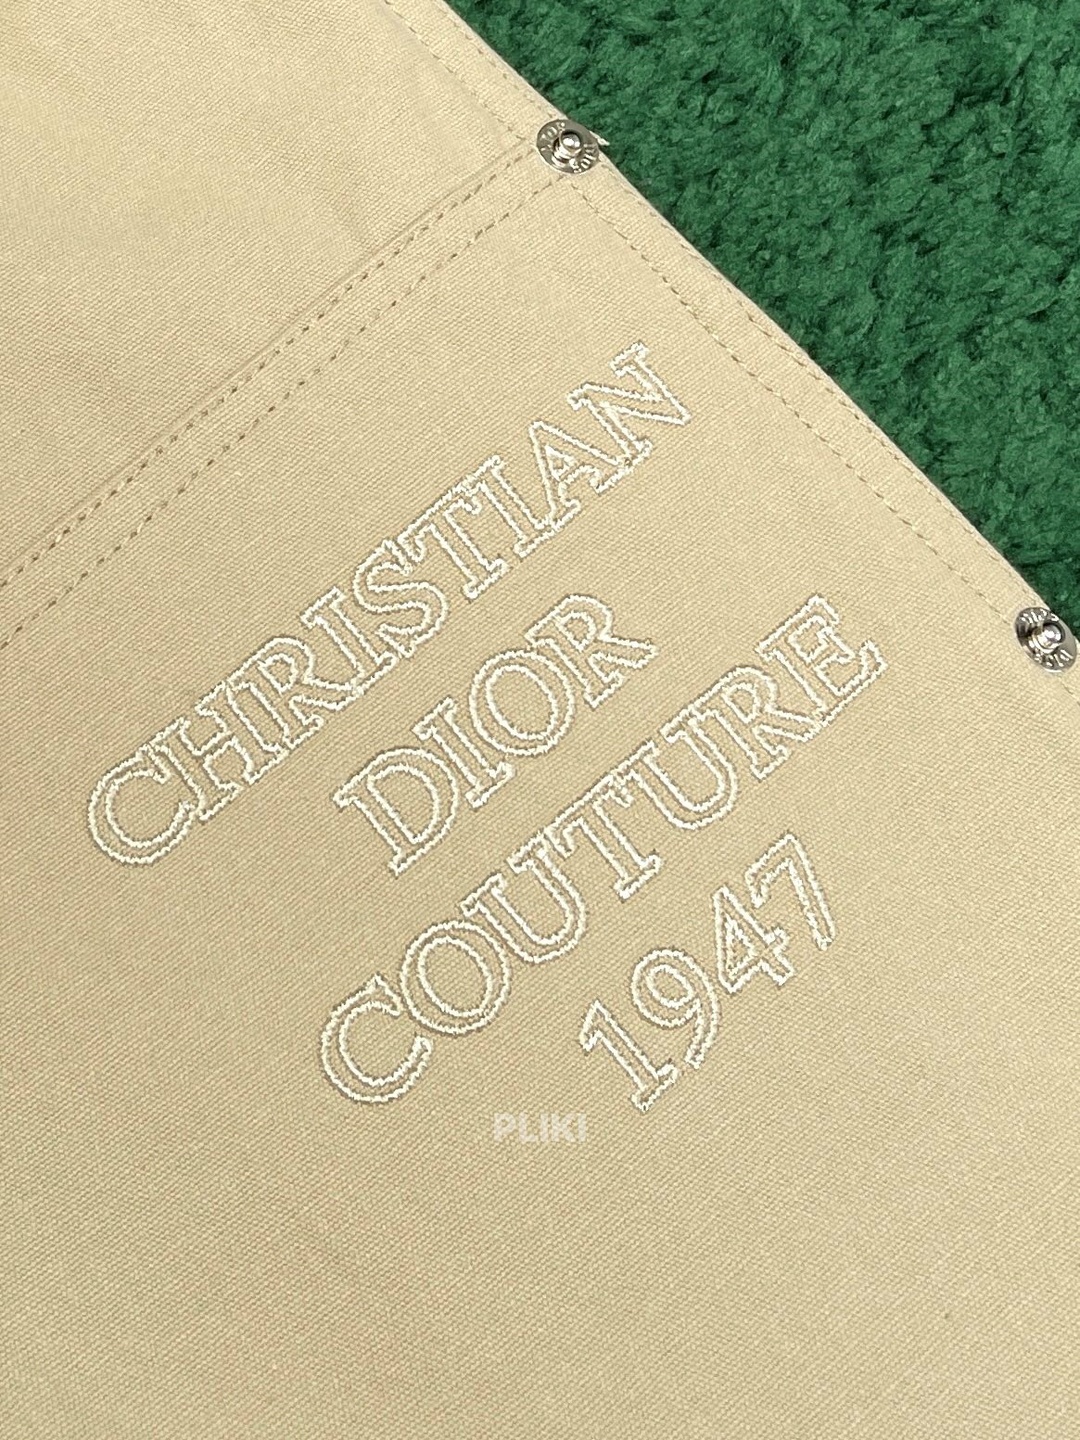 CHRISTIAN
DIOR
COUTURE
1947
PLIKI